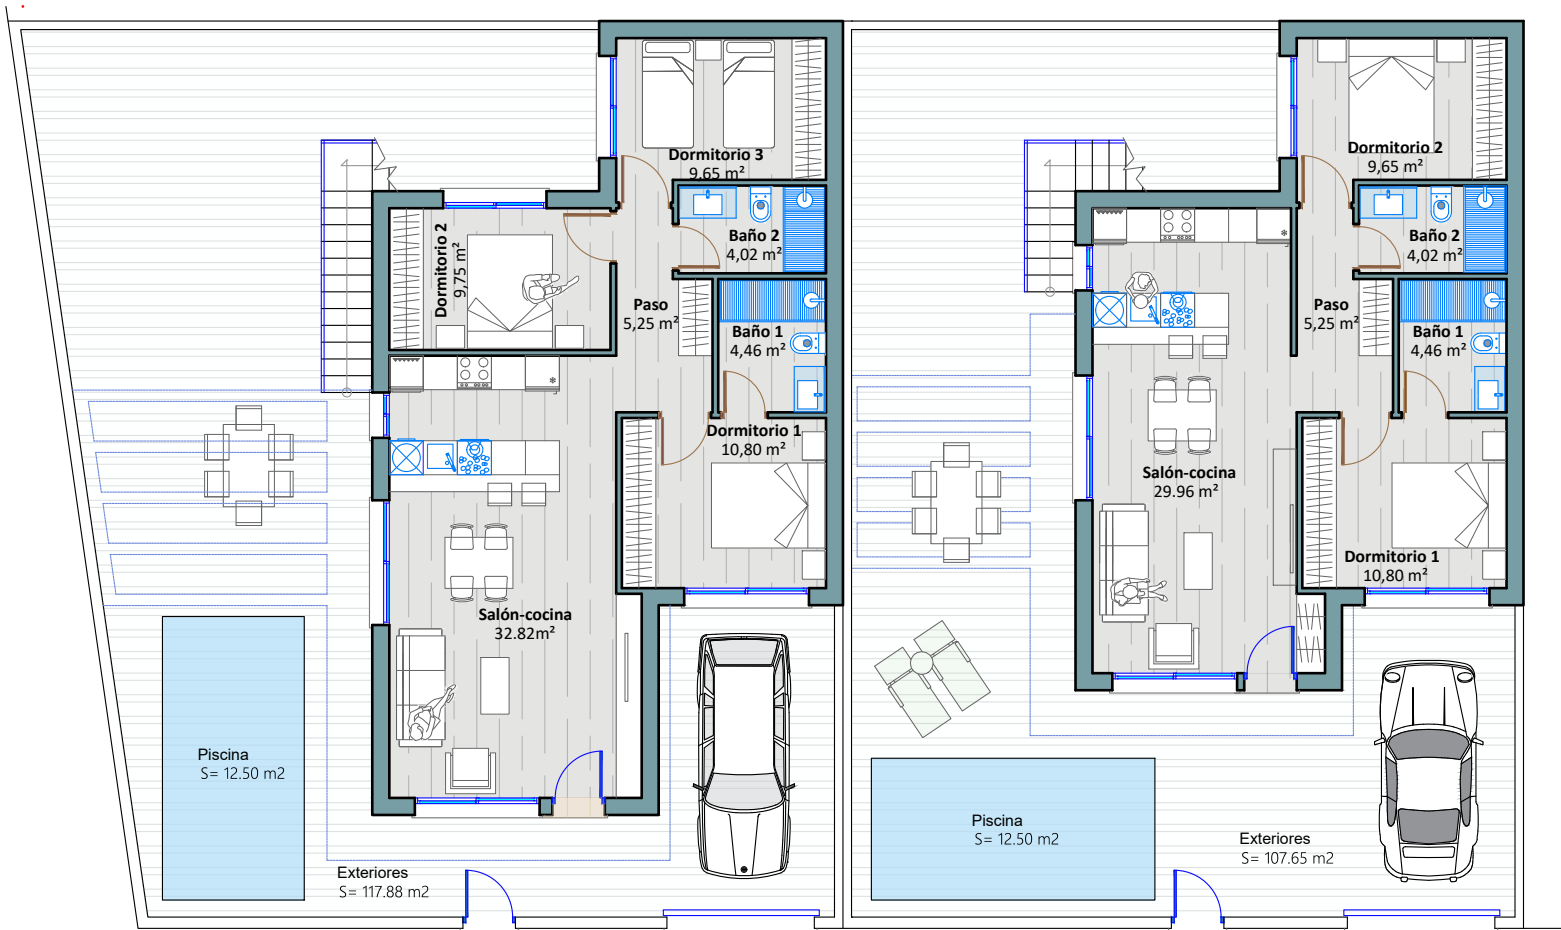 Dormitorio 3
9,65 m²
Dormitorio 2
9,75 m²
Baño 2
4,02 m²
Paso
5,25 m²
Baño 1
4,46 m²
Dormitorio 1
10,80 m²
Salón-cocina
32.82m²
Piscina
S= 12.50 m2
Exteriores
S= 117.88 m2
Dormitorio 2
9,65 m²
Baño 2
4,02 m²
Paso
5,25 m²
Baño 1
4,46 m²
Salón-cocina
29.96 m²
Dormitorio 1
10,80 m²
Piscina
S= 12.50 m2
Exteriores
S= 107.65 m2